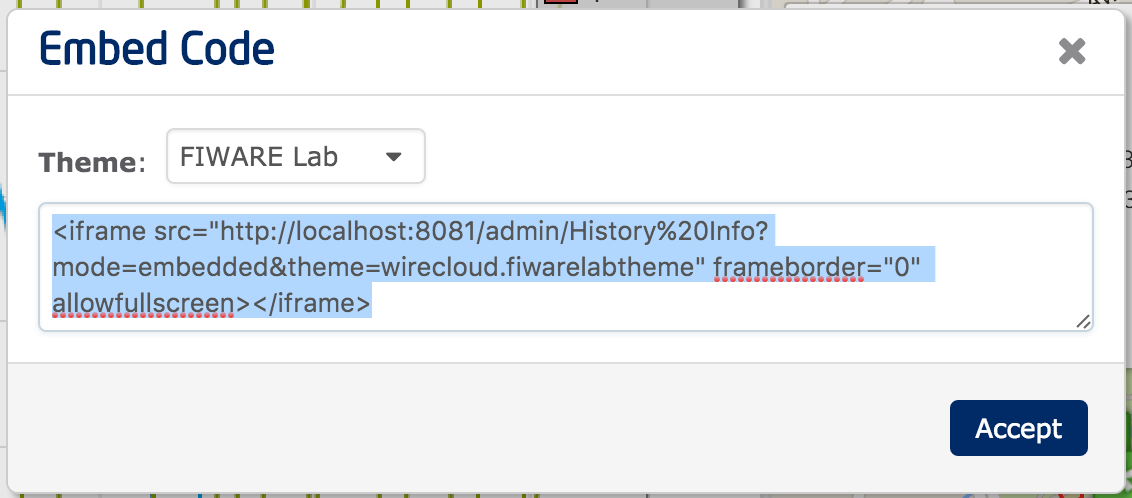 Embed Code
Theme: FIWARE Lab
<iframe src="http://localhost:8081/admin/History%20Info?
mode=embedded&theme=wirecloud.fiwarelabtheme" frameborder="0"
allowfullscreen></iframe>
Accept